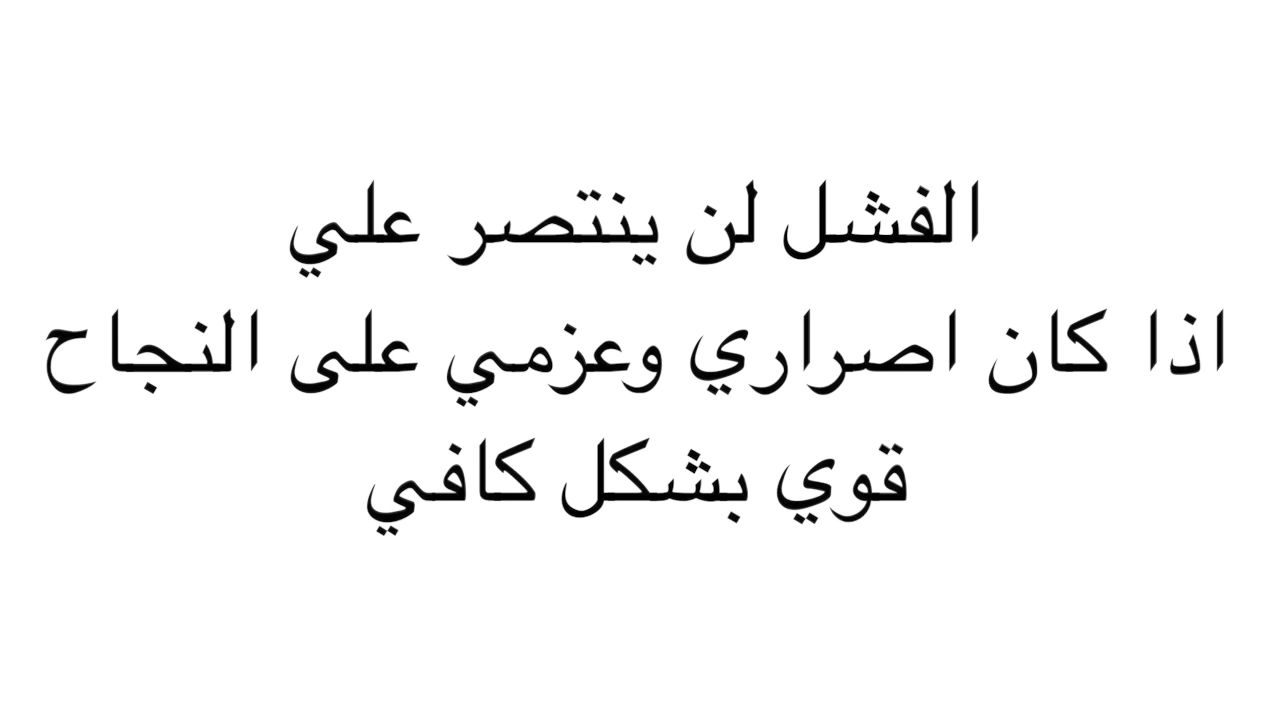 الفشل لن ينتصر علي
اذا كان اصراري وعزمي على النجاح
قوي بشكل كافي